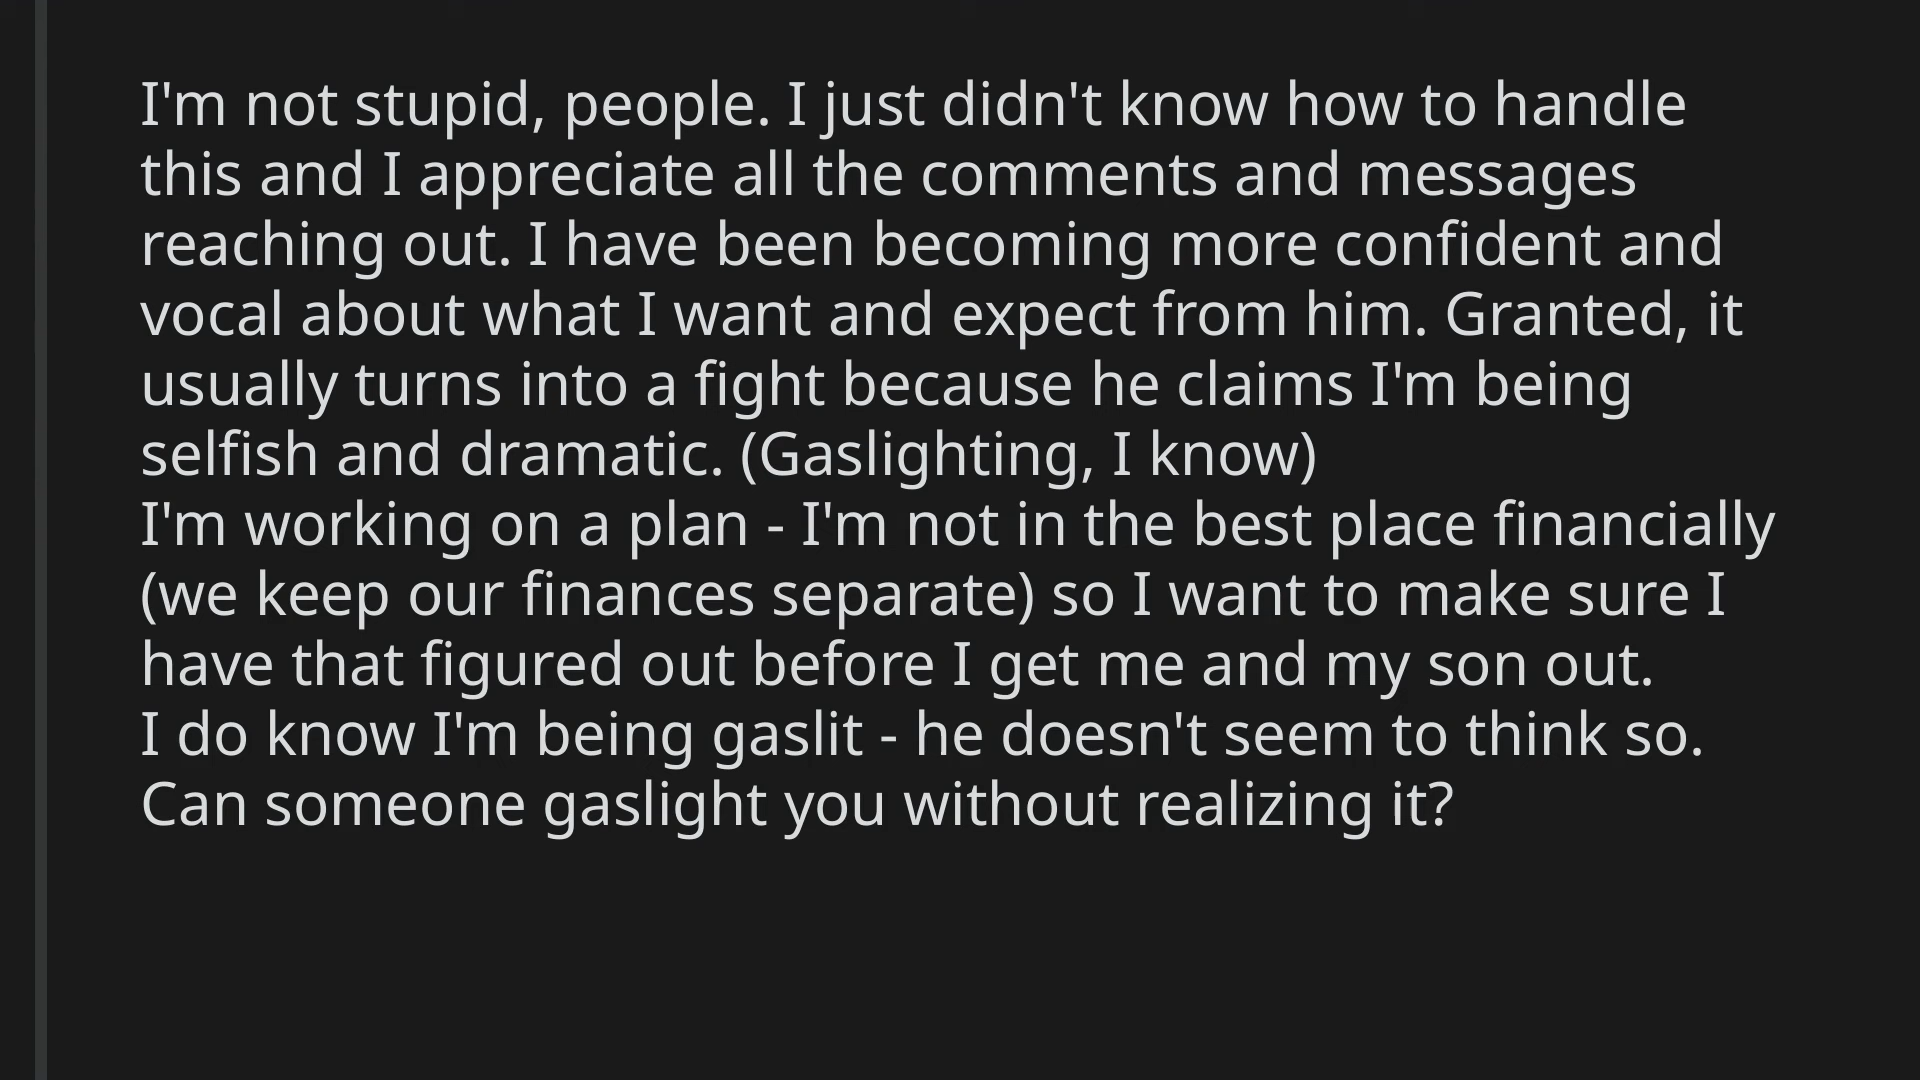 I'm not stupid, people. I just didn't know how to handle
this and I appreciate all the comments and messages
reaching out. I have been becoming more confident and
vocal about what I want and expect from him. Granted, it
usually turns into a fight because he claims I'm being
selfish and dramatic. (Gaslighting, I know)
I'm working on a plan - I'm not in the best place financially
(we keep our finances separate) so I want to make sure I
have that figured out before I get me and my son out.
I do know I'm being gaslit - he doesn't seem to think so.
Can someone gaslight you without realizing it?